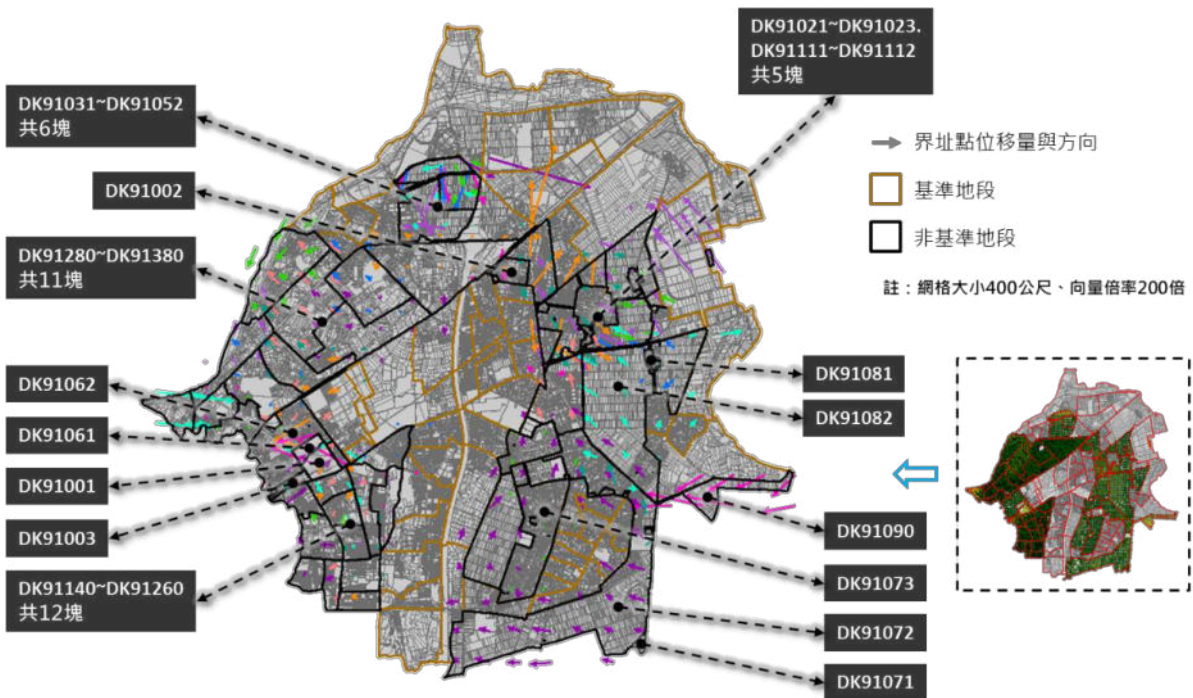 DK91021~DK91023.
DK91111~DK91112
共5塊
DK91031~DK91052
共6塊
DK91002
DK91280~DK91380
共11塊
DK91062
DK91061
DK91001
DK91003
DK91140~DK91260
共12塊
界址點位移量與方向
基準地段
非基準地段
註：網格大小400公尺、向量倍率200倍
DK91081
DK91082
DK91090
DK91073
DK91072
DK91071